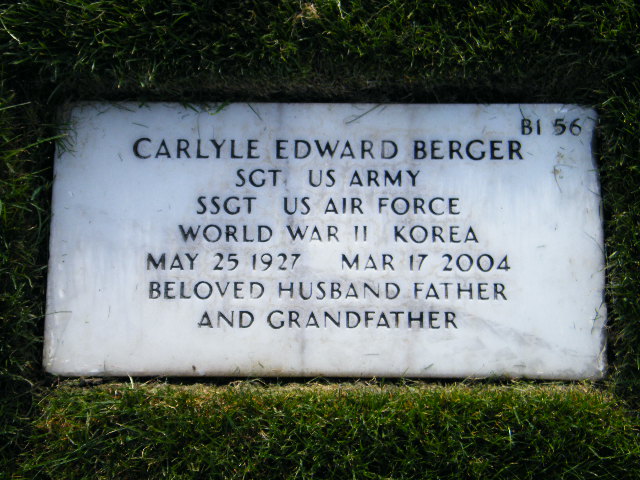 BI 56
CARLYLE EDWARD BERGER
SGT US ARMY
SSGT US AIR FORCE
WORLD WAR II KOREA
MAY 25 1927 MAR 17 2004
BELOVED HUSBAND FATHER
AND GRANDFATHER